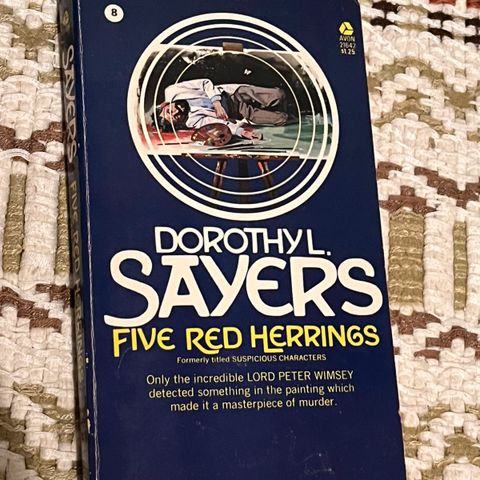 8
AVON
21642
$1.25
DOROTHY L.
SAYERS
FIVE RED HERRINGS
Formerly titled SUSPICIOUS CHARACTERS
Only the incredible LORD PETER WIMSEY
detected something in the painting which
made it a masterpiece of murder.
SAYERS FIVE RED